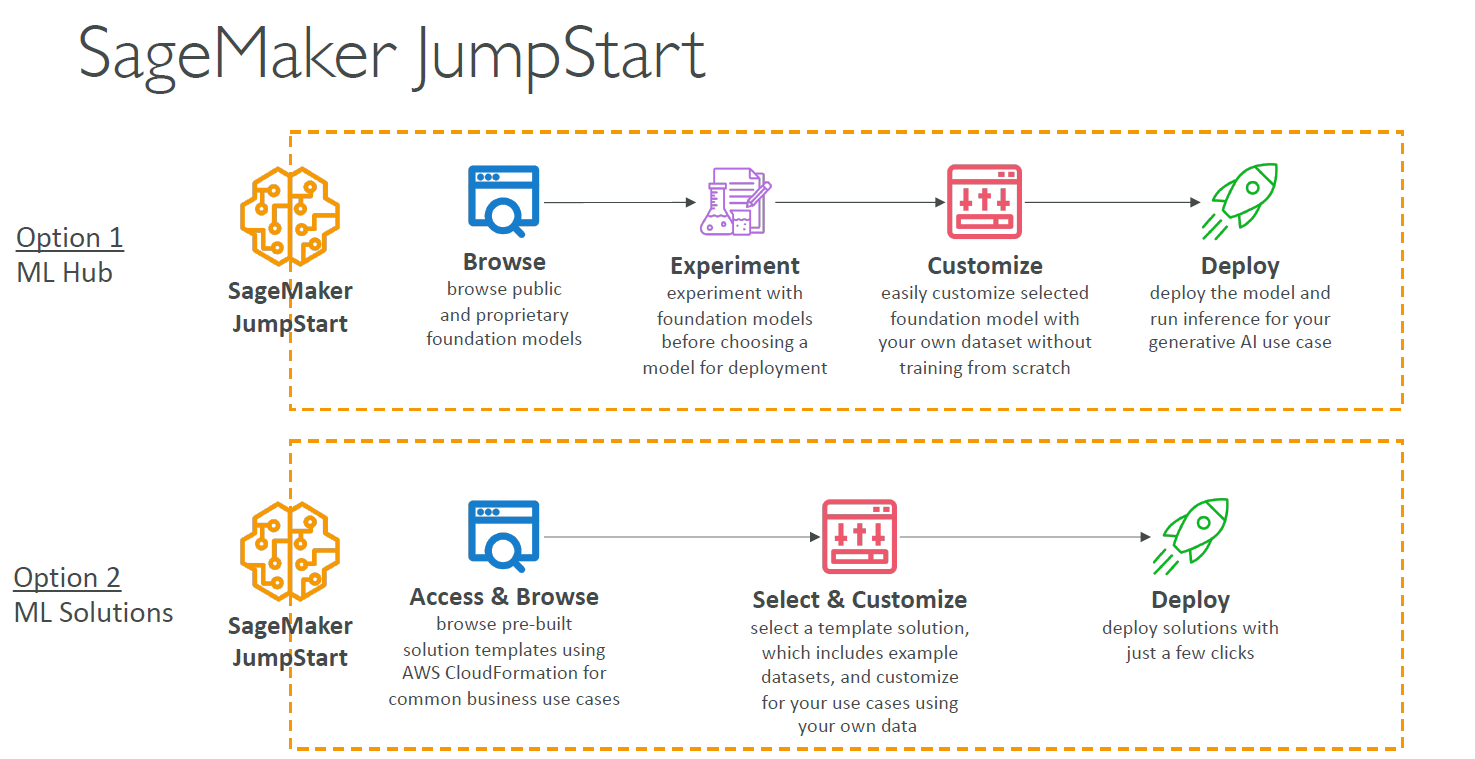 SageMaker JumpStart
Option 1
ML Hub
SageMaker
JumpStart
Browse
browse public
and proprietary
foundation models
Experiment
experiment with
foundation models
before choosing a
model for deployment
Customize
easily customize selected
foundation model with
your own dataset without
training from scratch
Deploy
deploy the model and
run inference for your
generative AI use case
Option 2
ML Solutions
SageMaker
JumpStart
Access & Browse
browse pre-built
solution templates using
AWS CloudFormation for
common business use cases
Select & Customize
select a template solution,
which includes example
datasets, and customize
for your use cases using
your own data
Deploy
deploy solutions with
just a few clicks